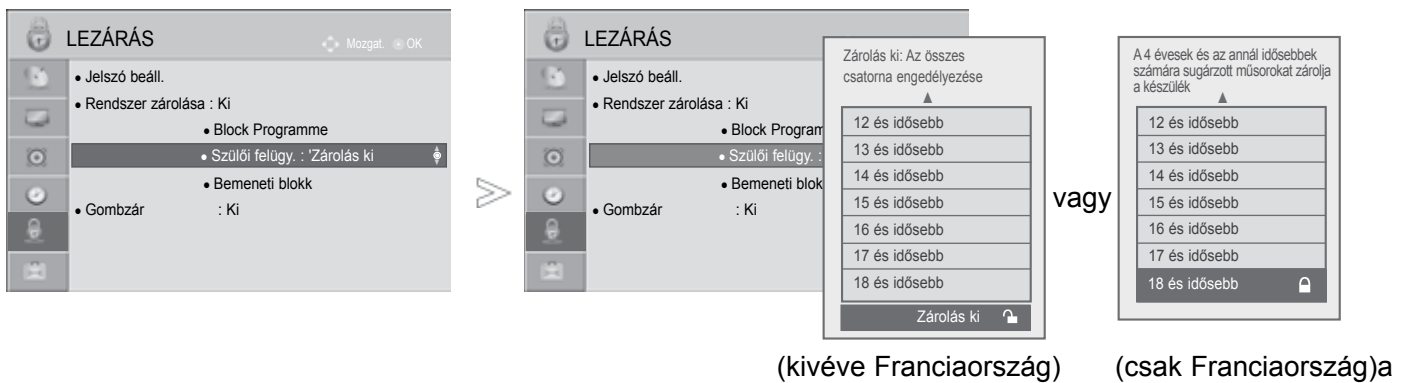 LEZÁRÁS
Mozgat. OK
• Jelszó beáll.
• Rendszer zárolása : Ki
• Block Programme
• Szülői felügy. : 'Zárolás ki
• Bemeneti blokk
• Gombzár : Ki
LEZÁRÁS
• Jelszó beáll.
• Rendszer zárolása : Ki
• Block Program
• Szülői felügy. :
• Bemeneti blok
• Gombzár : Ki
Zárolás ki: Az összes
csatorna engedélyezése
12 és idősebb
13 és idősebb
14 és idősebb
15 és idősebb
16 és idősebb
17 és idősebb
18 és idősebb
Zárolás ki
(kivéve Franciaország)
vagy
A 4 évesek és az annál idősebbek
számára sugárzott műsorokat zárolja
a készülék
12 és idősebb
13 és idősebb
14 és idősebb
15 és idősebb
16 és idősebb
17 és idősebb
18 és idősebb
(csak Franciaország)a